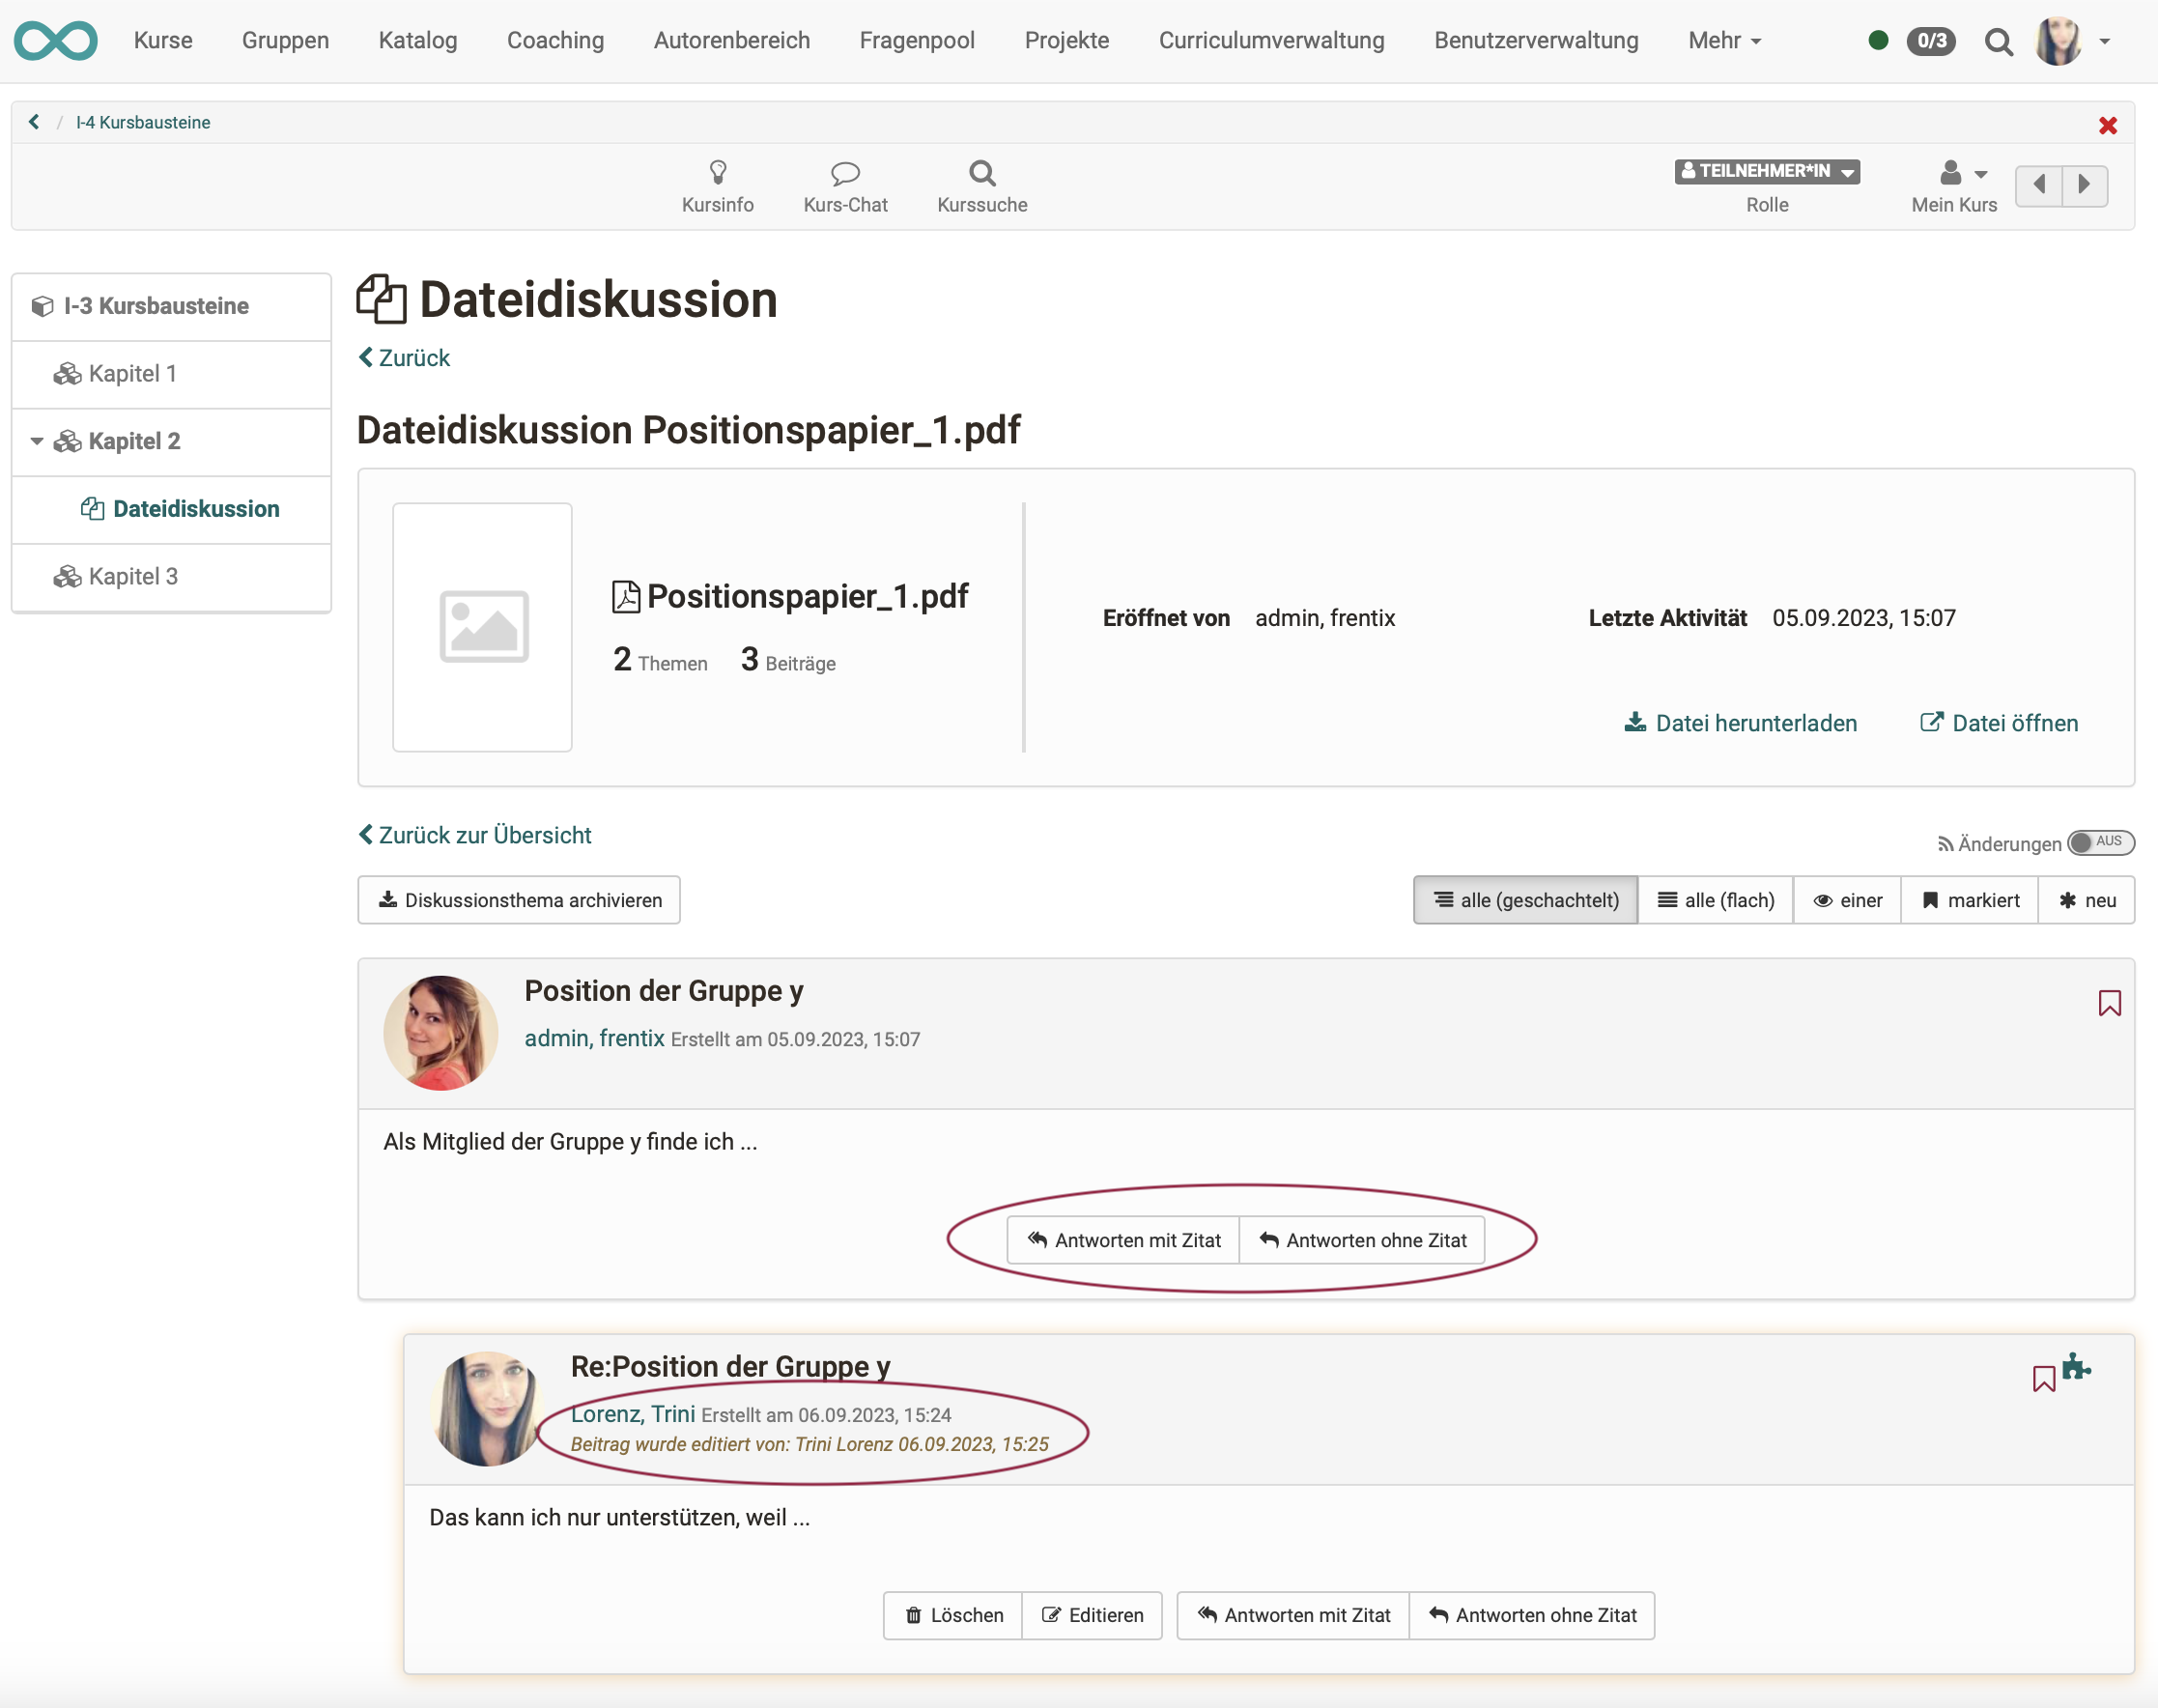 Kurse Gruppen Katalog Coaching Autorenbereich Fragenpool Projekte Curriculumverwaltung Benutzerverwaltung Mehr 0/3
/ I-4 Kursbausteine
Kursinfo Kurs-Chat Kurssuche TEILNEHMER*IN Rolle Mein Kurs
I-3 Kursbausteine
Kapitel 1
Kapitel 2
Dateidiskussion
Kapitel 3
Dateidiskussion
Zurück
Dateidiskussion Positionspapier_1.pdf
Positionspapier_1.pdf
2 Themen 3 Beiträge
Eröffnet von admin, frentix Letzte Aktivität 05.09.2023, 15:07
Datei herunterladen Datei öffnen
Zurück zur Übersicht
Änderungen AUS
Diskussionsthema archivieren alle (geschachtelt) alle (flach) einer markiert neu
Position der Gruppe y
admin, frentix Erstellt am 05.09.2023, 15:07
Als Mitglied der Gruppe y finde ich ...
Antworten mit Zitat Antworten ohne Zitat
Re:Position der Gruppe y
Lorenz, Trini Erstellt am 06.09.2023, 15:24
Beitrag wurde editiert von: Trini Lorenz 06.09.2023, 15:25
Das kann ich nur unterstützen, weil ...
Löschen Editieren Antworten mit Zitat Antworten ohne Zitat